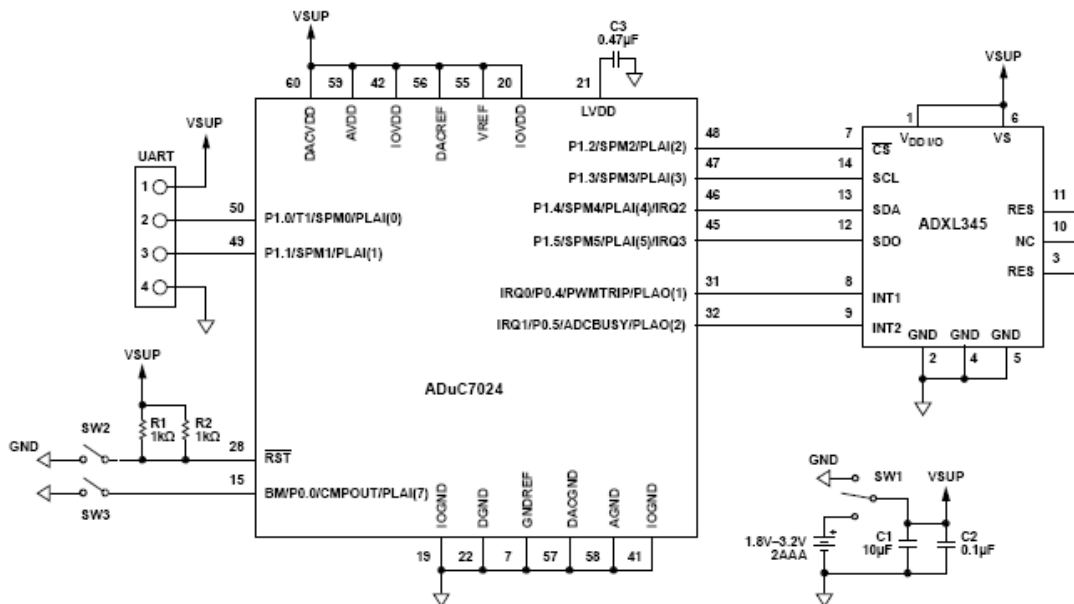 VSUP
C3
0.47µF
60 59 42 56 55 20 21
DACVDD
AVDD
IOVDD
DACREF
VREF
IOVDD
LVDD
VSUP
1 6
V DD I/O
VS
VSUP
UART
1
2
3
4
50
P1.0/T1/SPM0/PLAI(0)
49
P1.1/SPM1/PLAI(1)
P1.2/SPM2/PLAI(2) 48 7 CS
P1.3/SPM3/PLAI(3) 47 14 SCL
P1.4/SPM4/PLAI(4)/IRQ2 46 13 SDA
P1.5/SPM5/PLAI(5)/IRQ3 45 12 SDO
IRQ0/P0.4/PWMTRIP/PLAO(1) 31 8 INT1
IRQ1/P0.5/ADCBUSY/PLAO(2) 32 9 INT2
ADXL345
RES 11
NC 10
RES 3
GND GND GND
2 4 5
ADuC7024
VSUP
R1
1kΩ
R2
1kΩ
SW2
GND
28
RST
15
BM/P0.0/CMPOUT/PLAI(7)
SW3
IOGND
DGND
GNDREF
DACGND
AGND
IOGND
19 22 7 57 58 41
GND
SW1
VSUP
1.8V–3.2V
2AAA
+
C1
10µF
C2
0.1µF